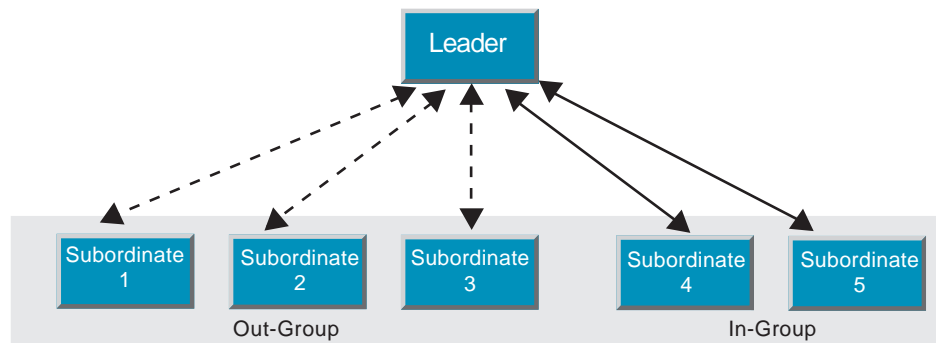 Leader
Subordinate
1
Subordinate
2
Subordinate
3
Subordinate
4
Subordinate
5
Out-Group
In-Group